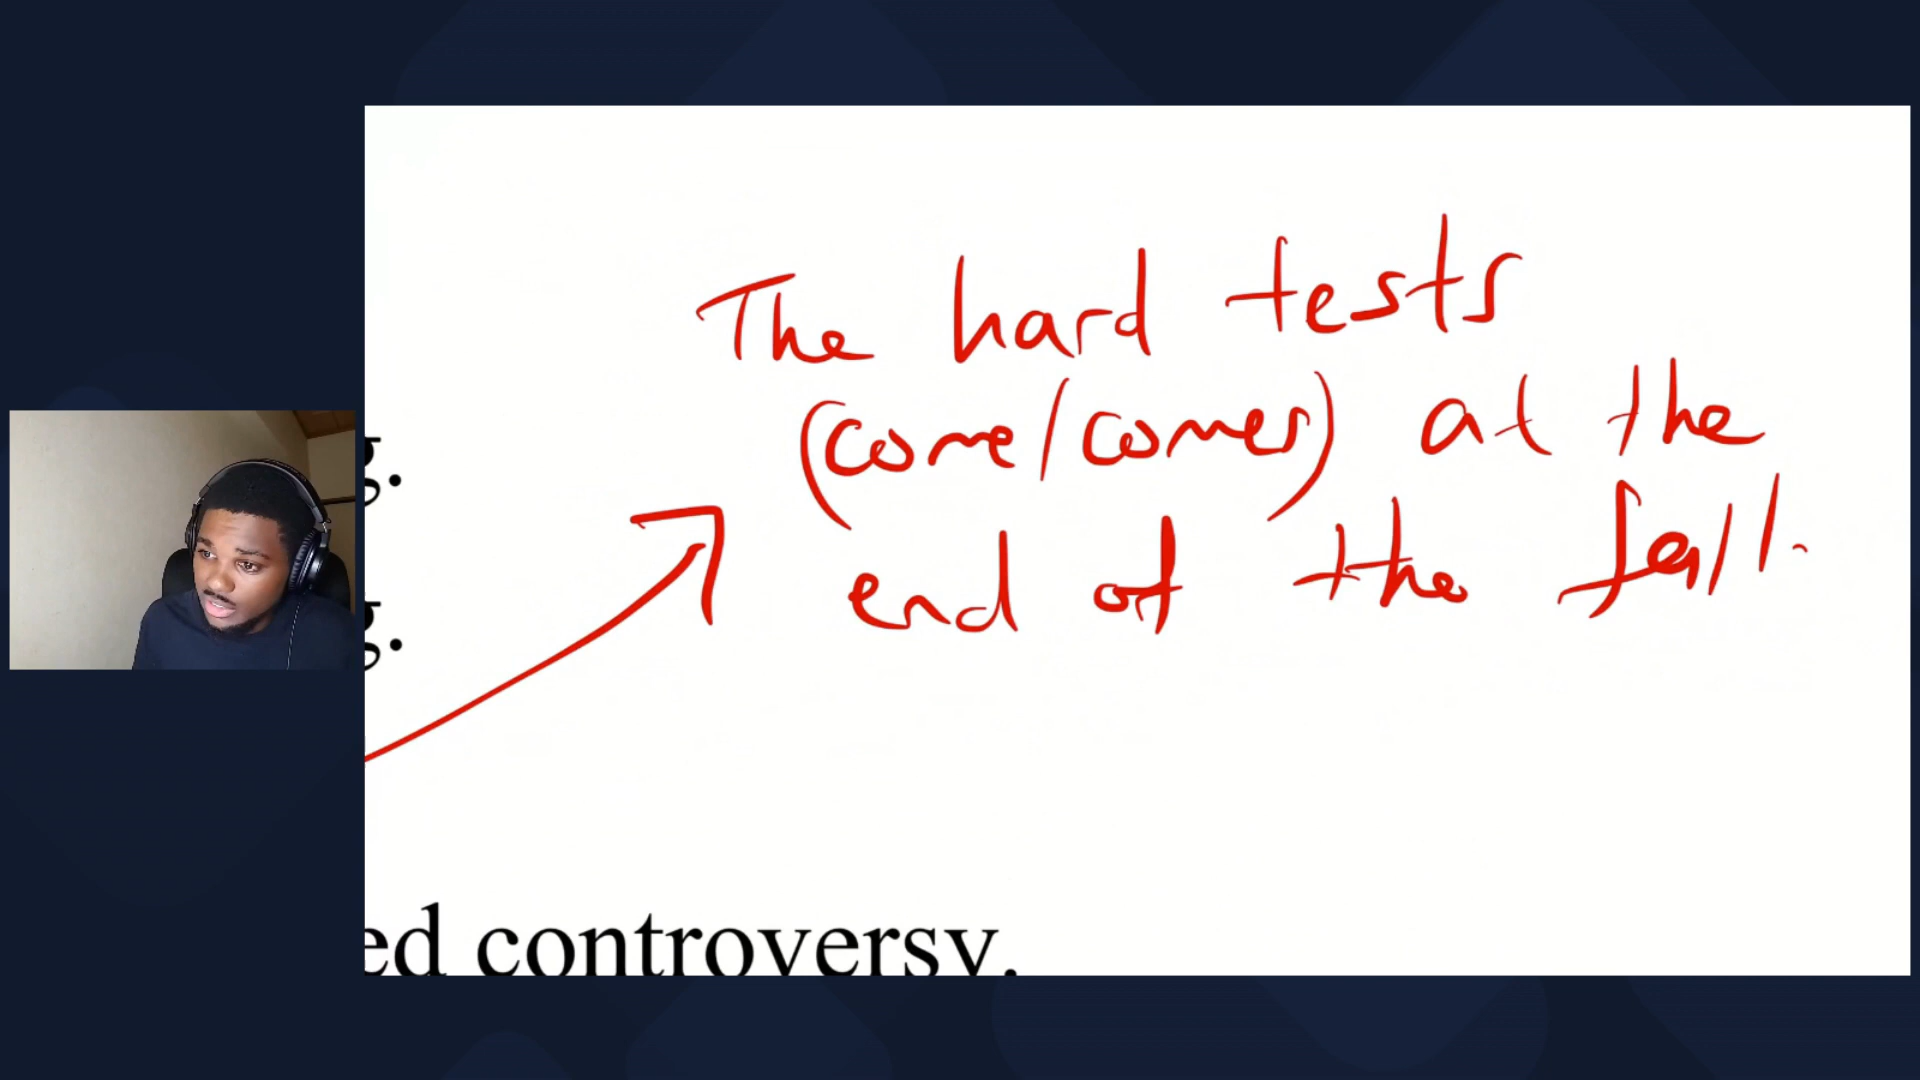 The hard tests
(come/comes) at the
end of the fall.
g.
g.
ed controversy.